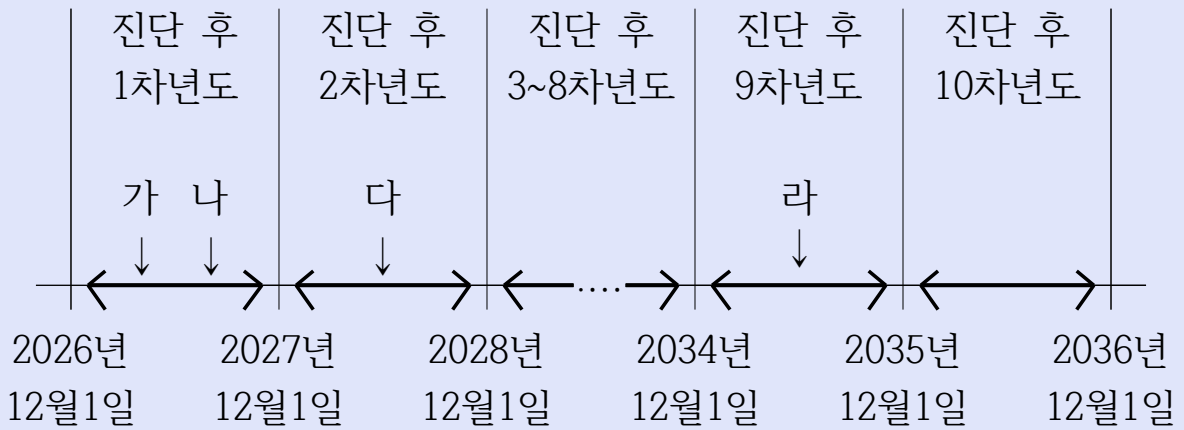 진단 후 진단 후 진단 후 진단 후 진단 후
1차년도 2차년도 3~8차년도 9차년도 10차년도
가 나 다 라
....
2026년 2027년 2028년 2034년 2035년 2036년
12월1일 12월1일 12월1일 12월1일 12월1일 12월1일